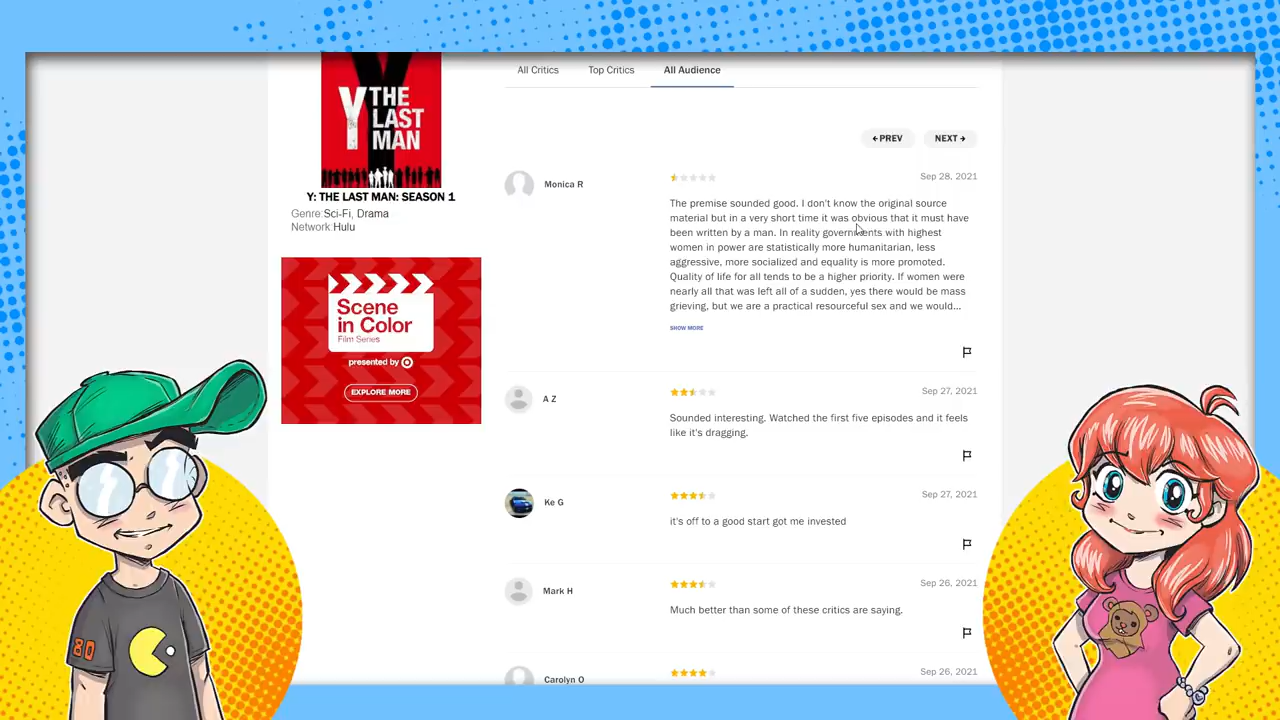 All Critics
Top Critics
All Audience
Y THE
LAST
MAN
Y: THE LAST MAN: SEASON 1
Genre:Sci-Fi, Drama
Network:Hulu
Scene
in Color
Film Series
presented by
EXPLORE MORE
PREV
NEXT
Monica R
Sep 28, 2021
The premise sounded good. I don't know the original source
material but in a very short time it was obvious that it must have
been written by a man. In reality governments with highest
women in power are statistically more humanitarian, less
aggressive, more socialized and equality is more promoted.
Quality of life for all tends to be a higher priority. If women were
nearly all that was left all of a sudden, yes there would be mass
grieving, but we are a practical resourceful sex and we would...
SHOW MORE
A Z
Sep 27, 2021
Sounded interesting. Watched the first five episodes and it feels
like it's dragging.
Ke G
Sep 27, 2021
it's off to a good start got me invested
Mark H
Sep 26, 2021
Much better than some of these critics are saying.
Carolyn O
Sep 26, 2021
80